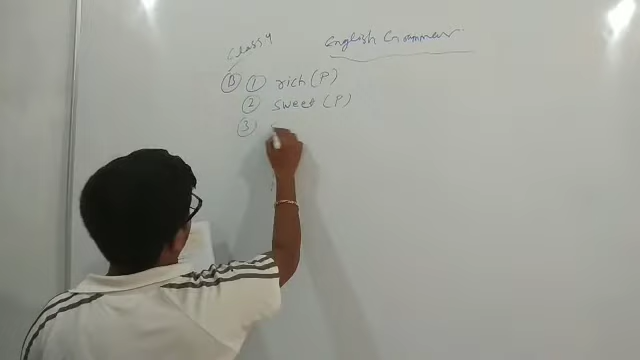 English Grammar
Class 4
B 1 rich (P)
2 sweet (P)
3